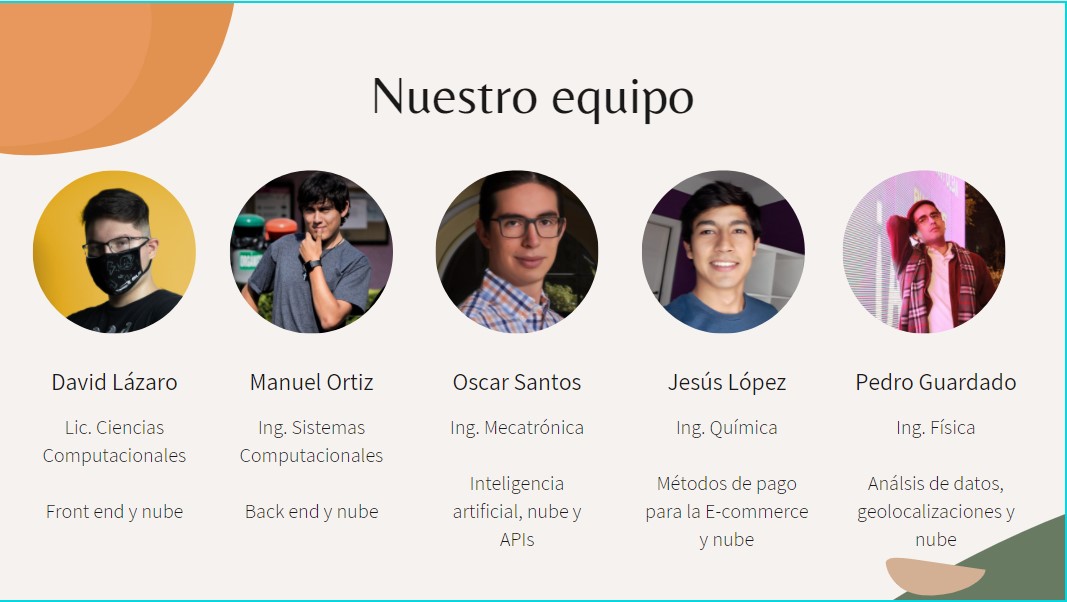 Nuestro equipo
David Lázaro
Manuel Ortiz
Oscar Santos
Jesús López
Pedro Guardado
Lic. Ciencias
Computacionales
Ing. Sistemas
Computacionales
Ing. Mecatrónica
Ing. Química
Ing. Física
Front end y nube
Back end y nube
Inteligencia
artificial, nube y
APIs
Métodos de pago
para la E-commerce
y nube
Análsis de datos,
geolocalizaciones y
nube